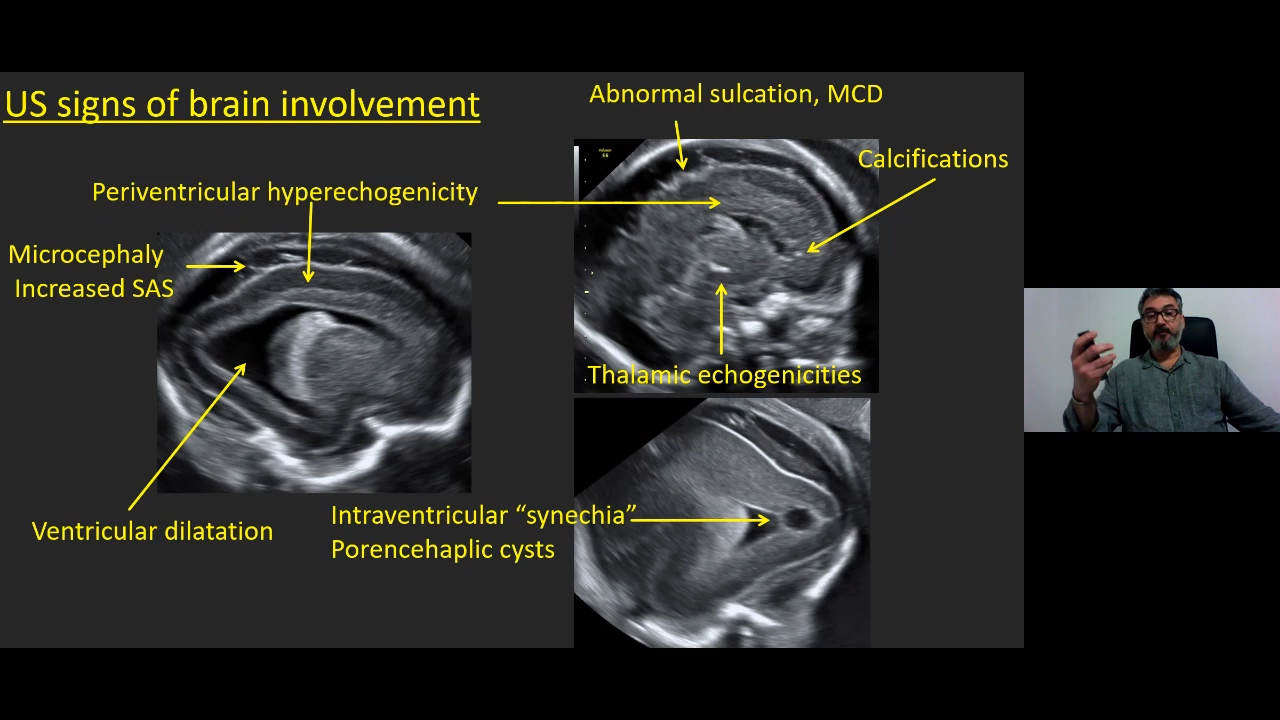 US signs of brain involvement
Abnormal sulcation, MCD
Calcifications
Periventricular hyperechogenicity
Microcephaly
Increased SAS
Thalamic echogenicities
Ventricular dilatation
Intraventricular “synechia”
Porencehaplic cysts